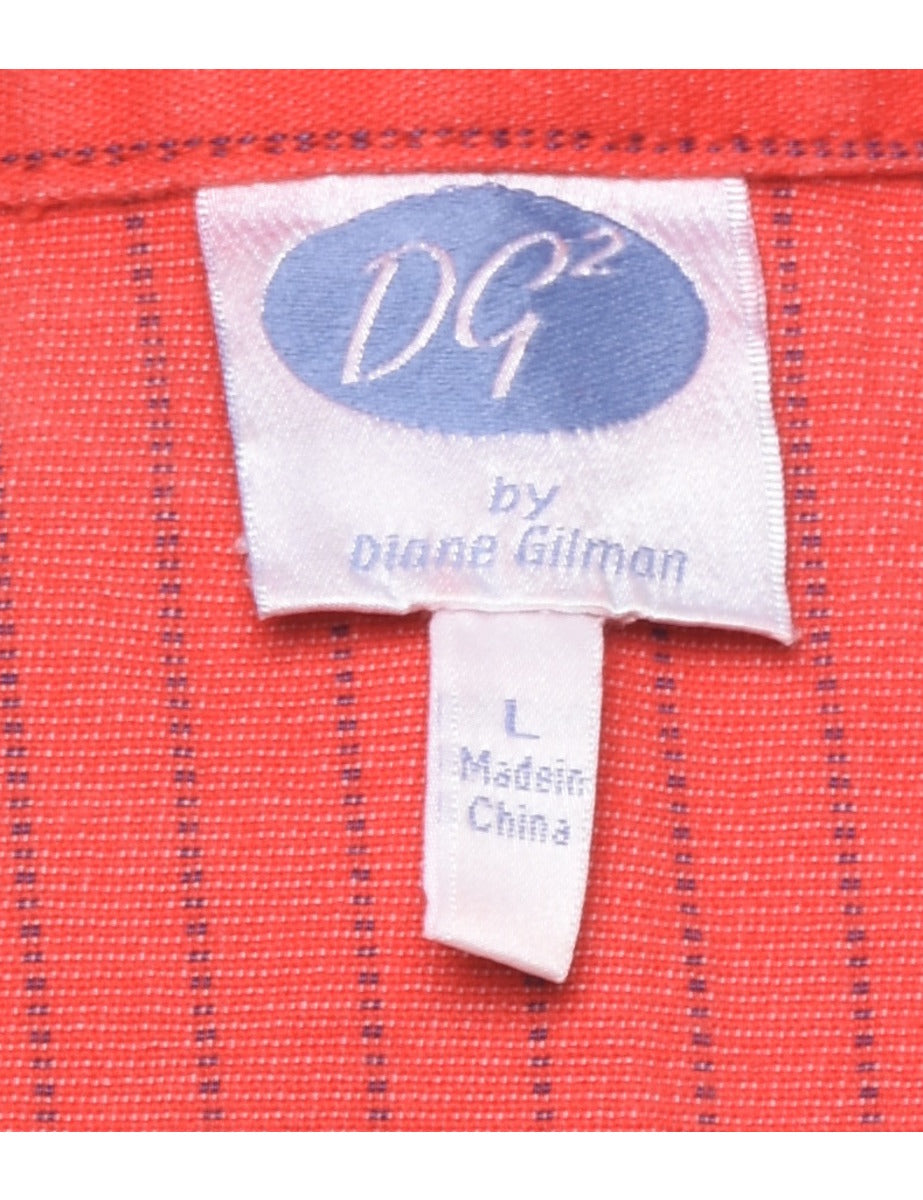 DG²
by
Diane Gilman
L
Made in
China